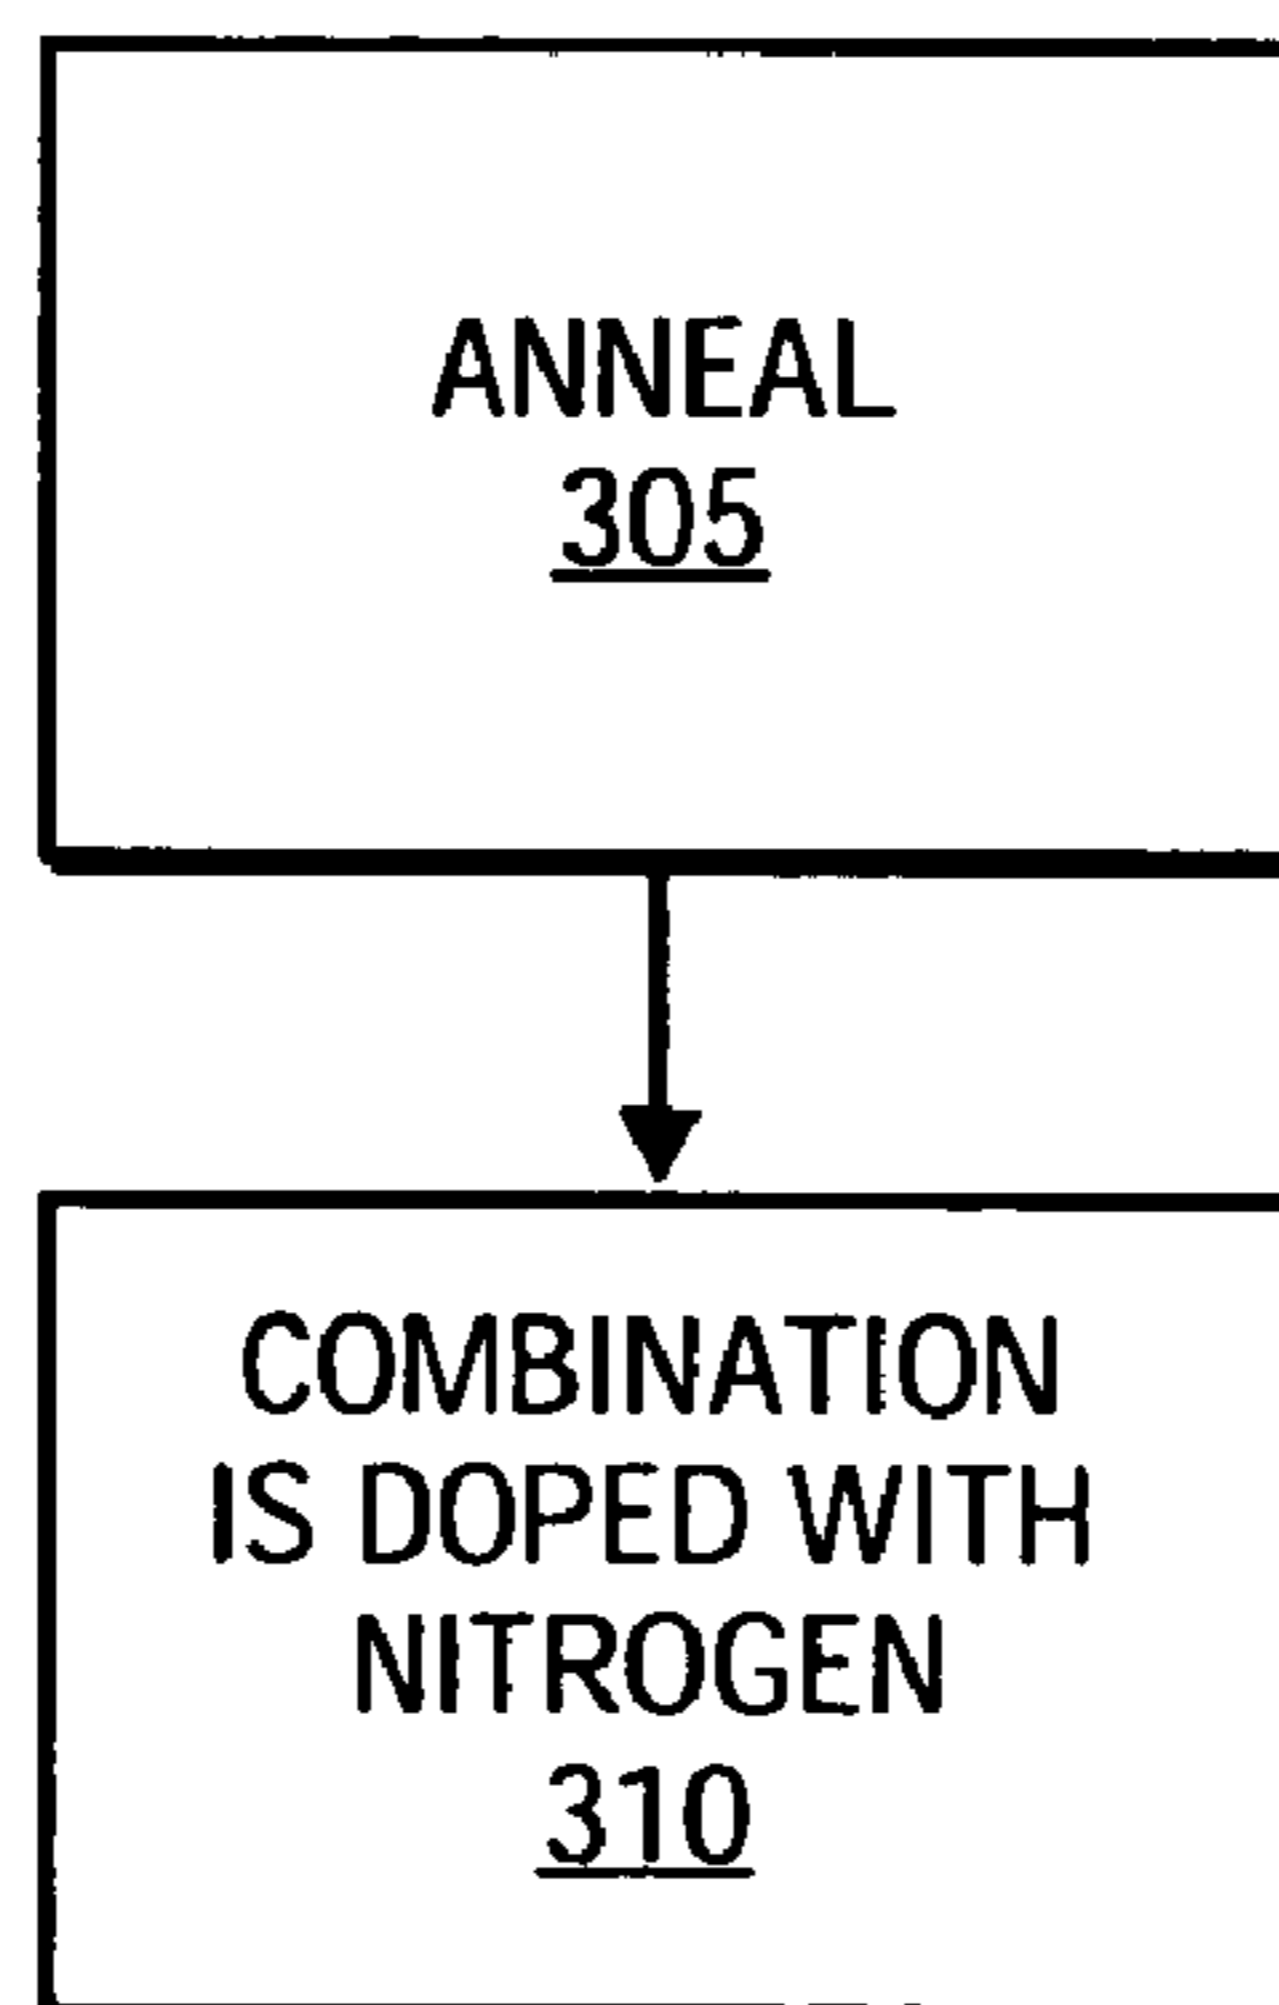 ANNEAL
305
COMBINATION
IS DOPED WITH
NITROGEN
310